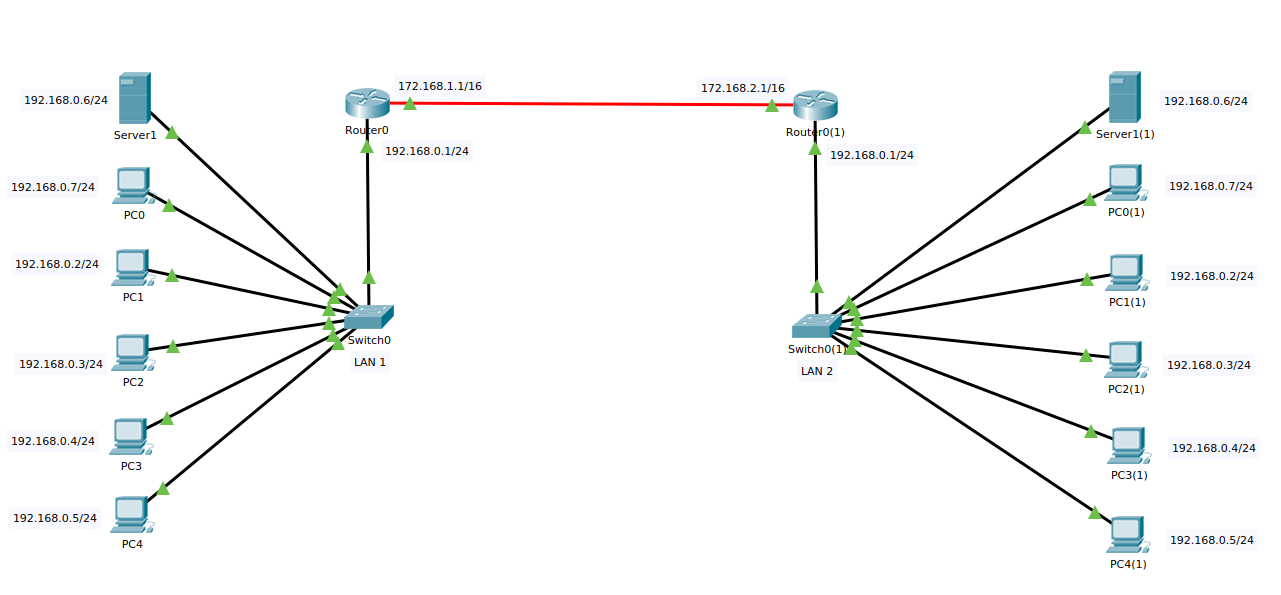 192.168.0.6/24
Server1
192.168.0.7/24
PC0
192.168.0.2/24
PC1
192.168.0.3/24
PC2
192.168.0.4/24
PC3
192.168.0.5/24
PC4
172.168.1.1/16
Router0
192.168.0.1/24
Switch0
LAN 1
172.168.2.1/16
Router0(1)
192.168.0.1/24
Switch0(1)
LAN 2
192.168.0.6/24
Server1(1)
192.168.0.7/24
PC0(1)
192.168.0.2/24
PC1(1)
192.168.0.3/24
PC2(1)
192.168.0.4/24
PC3(1)
192.168.0.5/24
PC4(1)